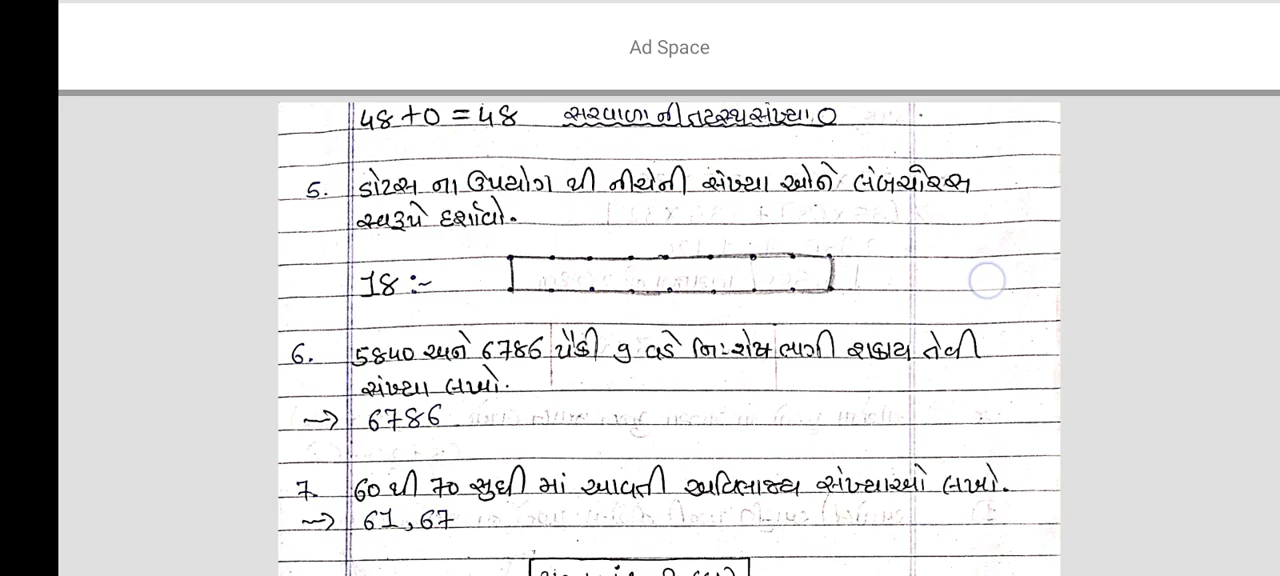 Ad Space
48+0 = 48 સરવાળા ની તટસ્થ સંખ્યા 0
5. ડોટસ ના ઉપયોગ થી નીચેની સંખ્યા ઓને લંબચોરસ
સ્વરૂપે દર્શાવો.
18 :-
6. 5840 અને 6786 પૈકી 9 વડે નિઃશેષ ભાગી શકાય તેવી
સંખ્યા લખો.
→ 6786
7. 60 થી 70 સુધી માં આવતી અવિભાજ્ય સંખ્યાઓ લખો.
→ 61, 67